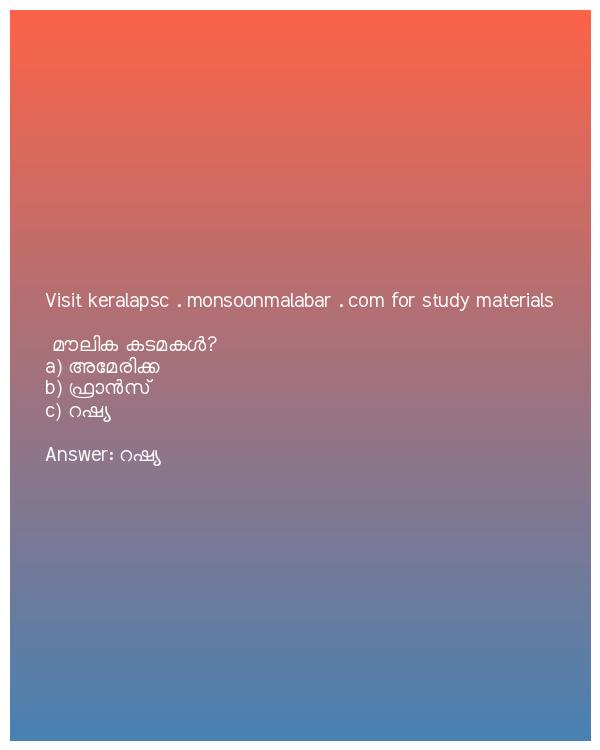 Visit keralapsc . monsoonmalabar . com for study materials
മൗലിക കടമകൾ?
a) അമേരിക്ക
b) ഫ്രാൻസ്
c) റഷ്യ
Answer: റഷ്യ